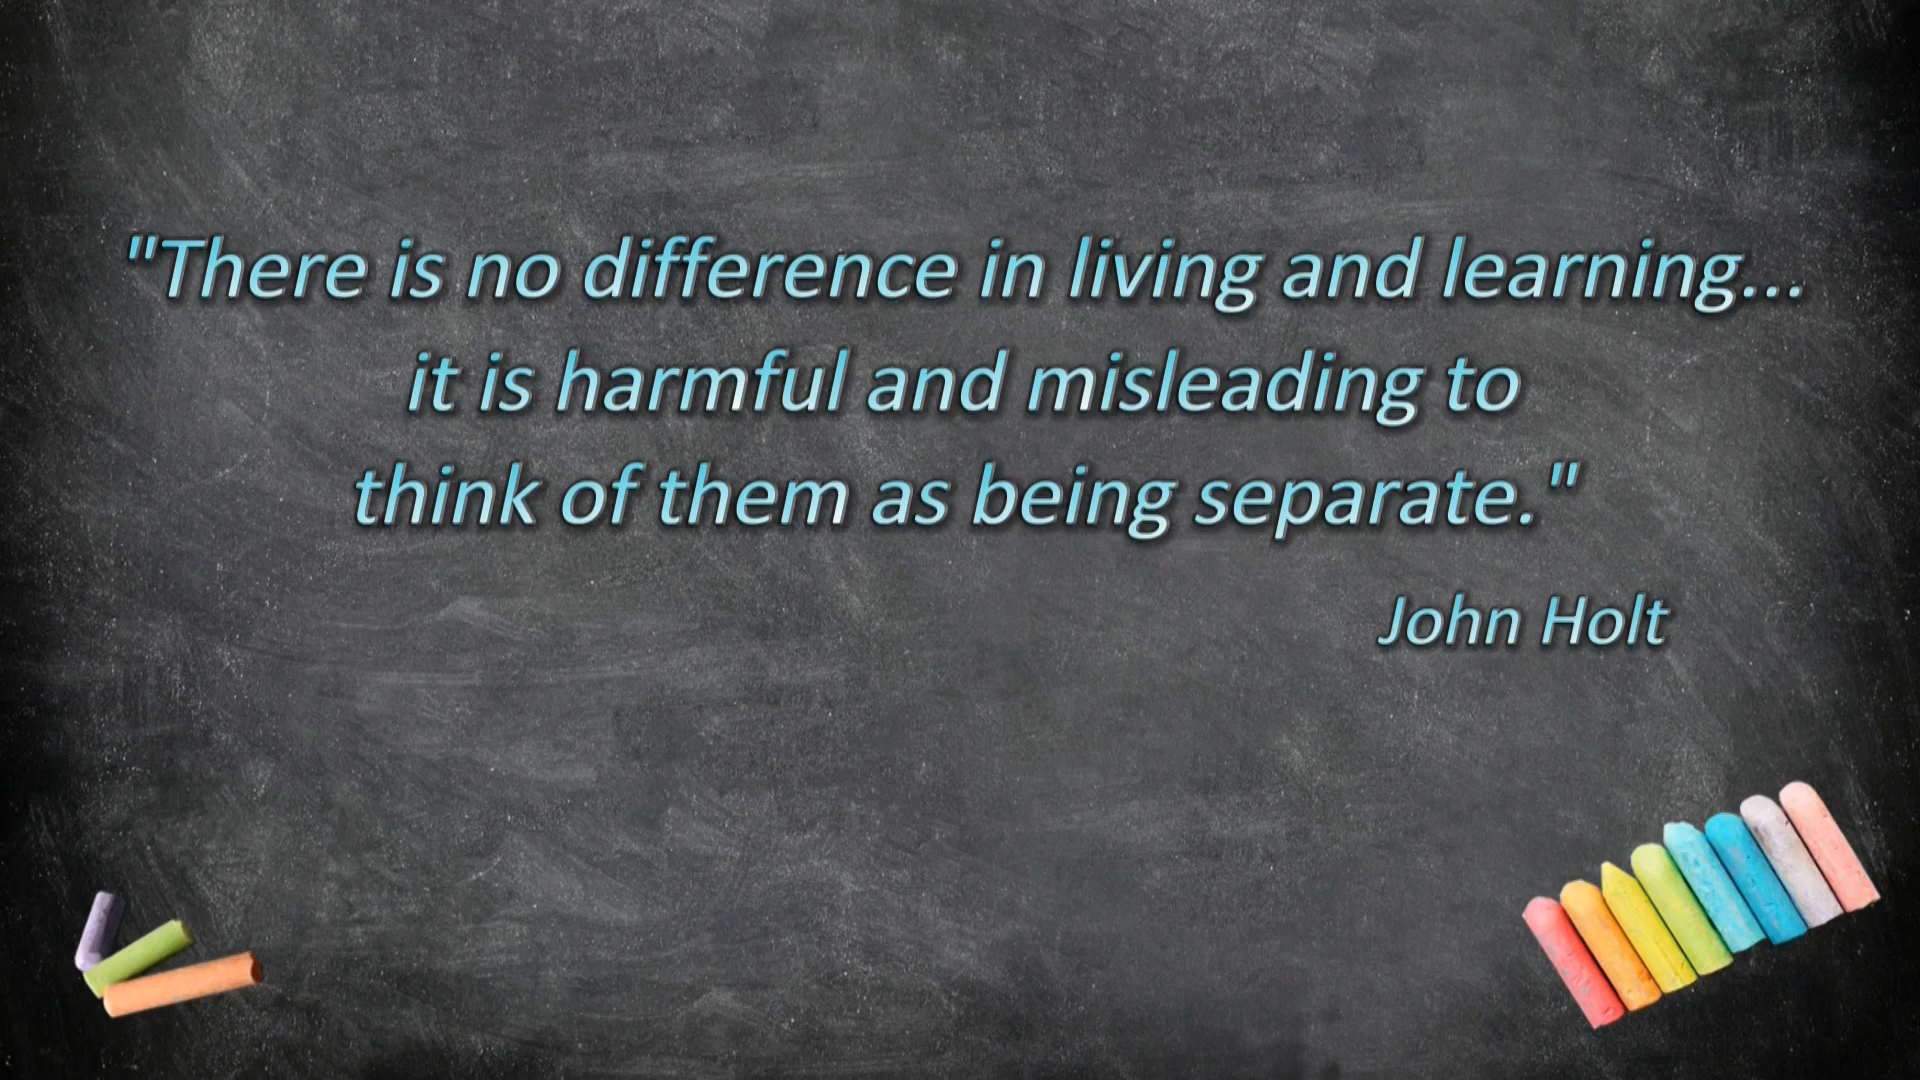 "There is no difference in living and learning...
it is harmful and misleading to
think of them as being separate."
John Holt